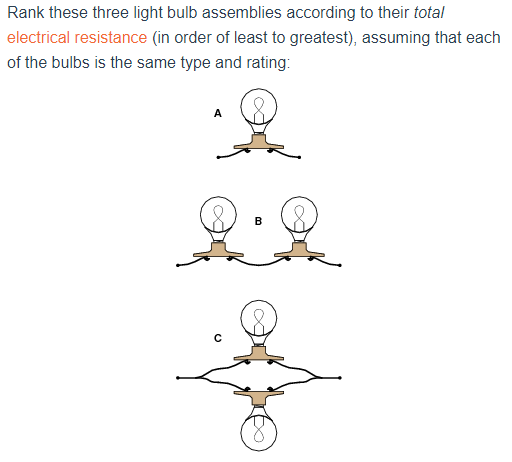 Rank these three light bulb assemblies according to their total
electrical resistance (in order of least to greatest), assuming that each
of the bulbs is the same type and rating:
A
B
C